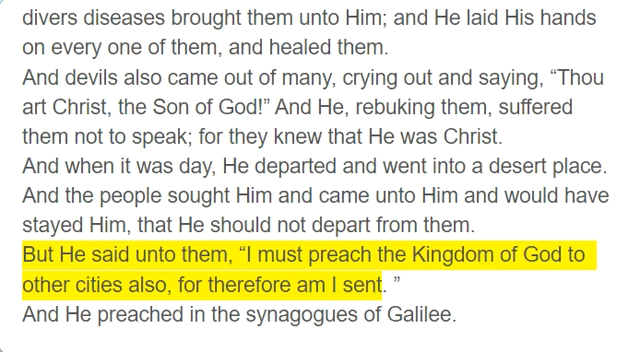 divers diseases brought them unto Him; and He laid His hands
on every one of them, and healed them.
And devils also came out of many, crying out and saying, “Thou
art Christ, the Son of God!” And He, rebuking them, suffered
them not to speak; for they knew that He was Christ.
And when it was day, He departed and went into a desert place.
And the people sought Him and came unto Him and would have
stayed Him, that He should not depart from them.
But He said unto them, “I must preach the Kingdom of God to
other cities also, for therefore am I sent. ”
And He preached in the synagogues of Galilee.